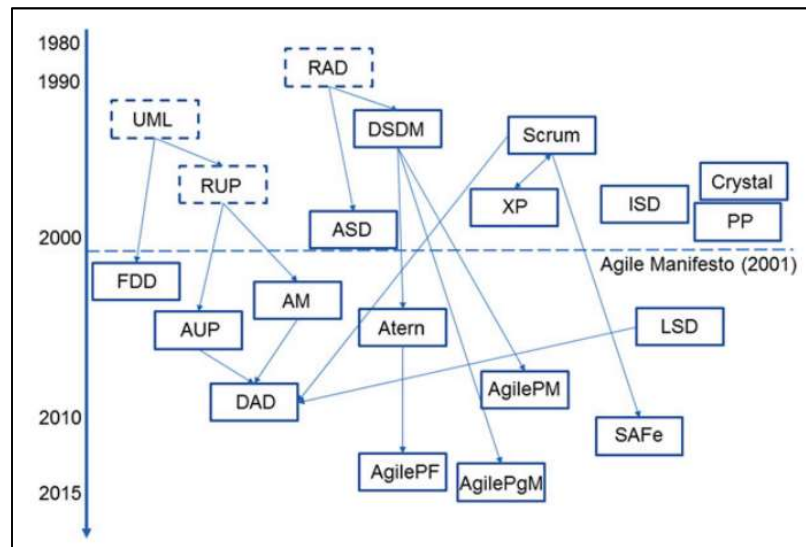 1980
1990
RAD
UML
DSDM
Scrum
RUP
XP
ISD
Crystal
PP
ASD
2000
Agile Manifesto (2001)
FDD
AM
AUP
Atern
LSD
DAD
AgilePM
2010
SAFe
AgilePF
AgilePgM
2015